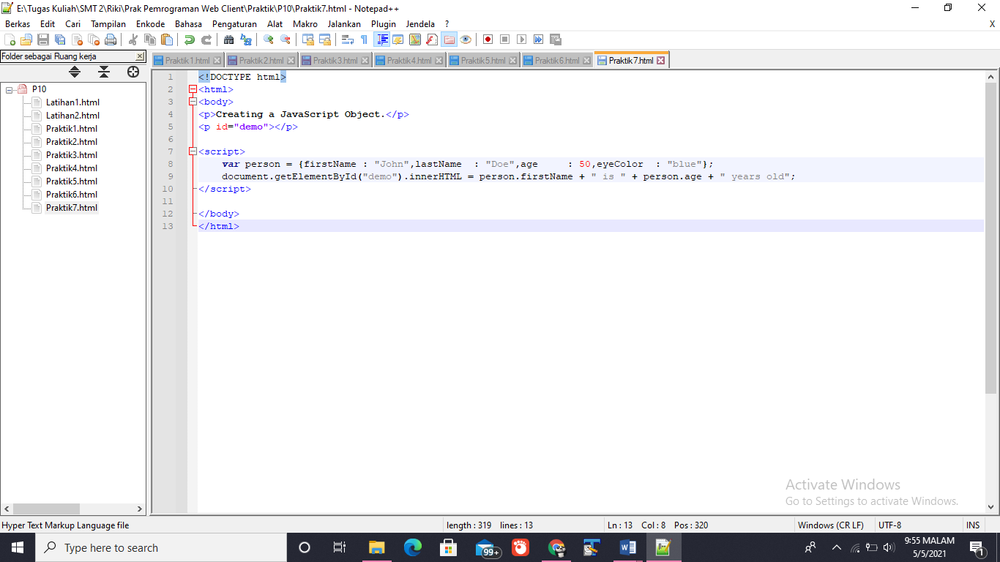 E:\Tugas Kuliah\SMT 2\Riki\Prak Pemrograman Web Client\Praktik\P10\Praktik7.html - Notepad++
Berkas Edit Cari Tampilan Enkode Bahasa Pengaturan Alat Makro Jalankan Plugin Jendela ? X
Folder sebagai Ruang kerja
Praktik1.html Praktik2.html Praktik3.html Praktik4.html Praktik5.html Praktik6.html Praktik7.html
P10
Latihan1.html
Latihan2.html
Praktik1.html
Praktik2.html
Praktik3.html
Praktik4.html
Praktik5.html
Praktik6.html
Praktik7.html
1 <!DOCTYPE html>
2 <html>
3 <body>
4 <p>Creating a JavaScript Object.</p>
5 <p id="demo"></p>
6
7 <script>
8 var person = {firstName : "John",lastName  : "Doe",age     : 50,eyeColor  : "blue"};
9 document.getElementById("demo").innerHTML = person.firstName + " is " + person.age + " years old";
10 </script>
11
12 </body>
13 </html>
Activate Windows
Go to Settings to activate Windows.
Hyper Text Markup Language file length : 319 lines : 13 Ln : 13 Col : 8 Pos : 320 Windows (CR LF) UTF-8 INS
Type here to search
99+
9:55 MALAM
5/5/2021
1